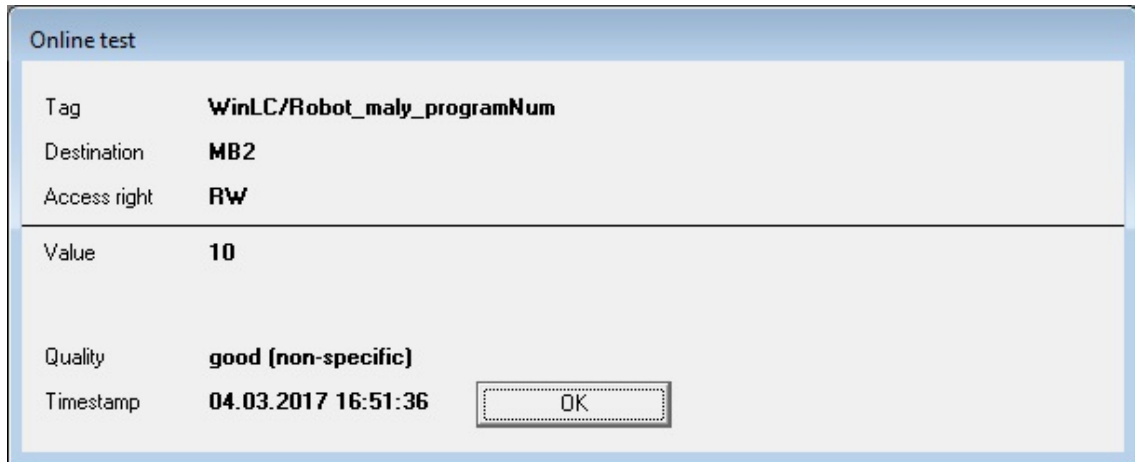 Online test
Tag WinLC/Robot_maly_programNum
Destination MB2
Access right RW
Value 10
Quality good (non-specific)
Timestamp 04.03.2017 16:51:36 OK